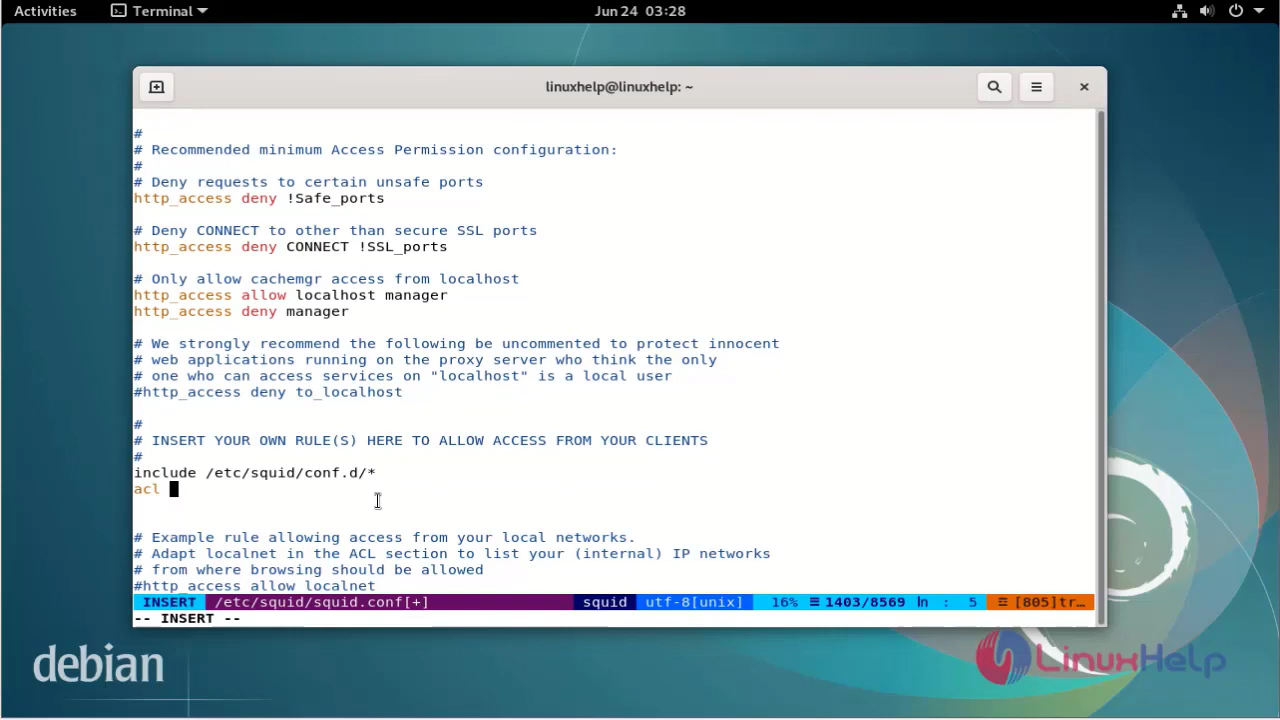 Activities Terminal Jun 24 03:28
linuxhelp@linuxhelp: ~
#
# Recommended minimum Access Permission configuration:
#
# Deny requests to certain unsafe ports
http_access deny !Safe_ports
# Deny CONNECT to other than secure SSL ports
http_access deny CONNECT !SSL_ports
# Only allow cachemgr access from localhost
http_access allow localhost manager
http_access deny manager
# We strongly recommend the following be uncommented to protect innocent
# web applications running on the proxy server who think the only
# one who can access services on "localhost" is a local user
#http_access deny to_localhost
#
# INSERT YOUR OWN RULE(S) HERE TO ALLOW ACCESS FROM YOUR CLIENTS
#
include /etc/squid/conf.d/*
acl
# Example rule allowing access from your local networks.
# Adapt localnet in the ACL section to list your (internal) IP networks
# from where browsing should be allowed
#http_access allow localnet
INSERT /etc/squid/squid.conf[+] squid utf-8[unix] 16% ≡ 1403/8569 ㏑ : 5 ☲ [805]tr…
-- INSERT --
debian
LinuxHelp